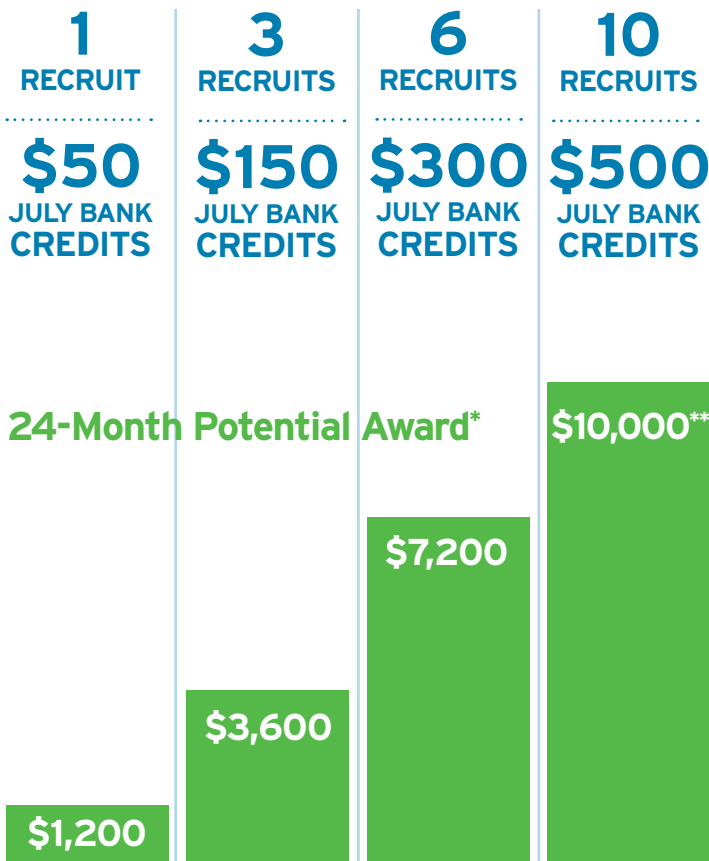 1
RECRUIT
$50
JULY BANK
CREDITS
3
RECRUITS
$150
JULY BANK
CREDITS
6
RECRUITS
$300
JULY BANK
CREDITS
10
RECRUITS
$500
JULY BANK
CREDITS
24-Month Potential Award*
$1,200
$3,600
$7,200
$10,000**